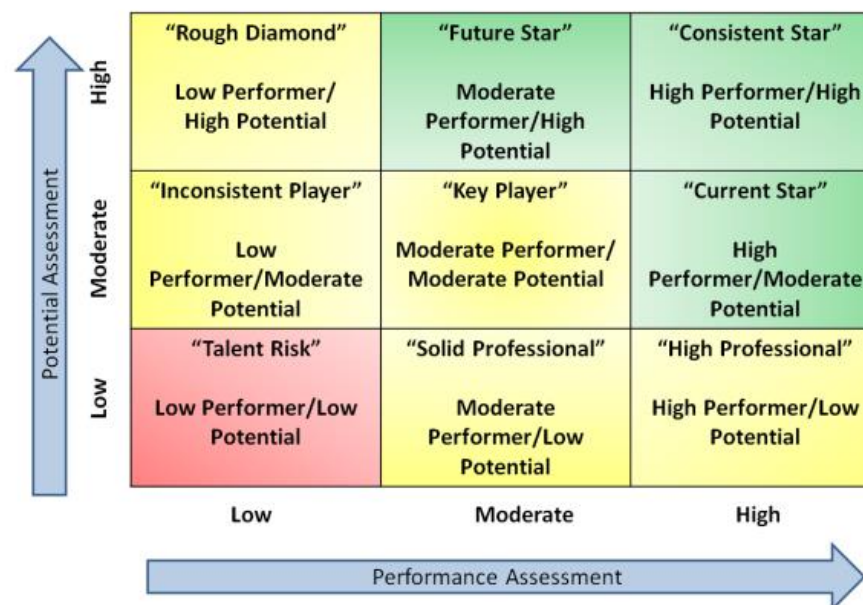 “Rough Diamond”
Low Performer/
High Potential
“Future Star”
Moderate
Performer/High
Potential
“Consistent Star”
High Performer/High
Potential
“Inconsistent Player”
Low
Performer/Moderate
Potential
“Key Player”
Moderate Performer/
Moderate Potential
“Current Star”
High
Performer/Moderate
Potential
“Talent Risk”
Low Performer/Low
Potential
“Solid Professional”
Moderate
Performer/Low
Potential
“High Professional”
High Performer/Low
Potential
High
Moderate
Low
Potential Assessment
Low
Moderate
High
Performance Assessment